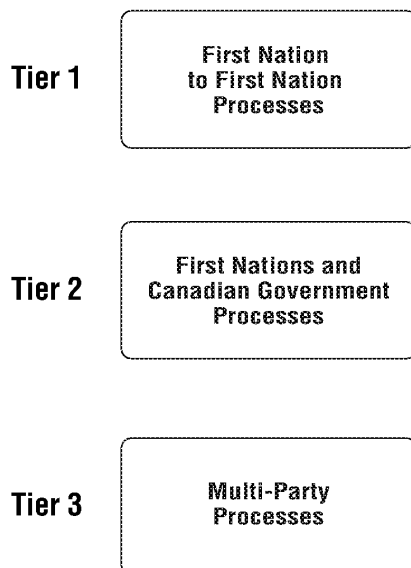 Tier 1
First Nation
to First Nation
Processes
Tier 2
First Nations and
Canadian Government
Processes
Tier 3
Multi-Party
Processes